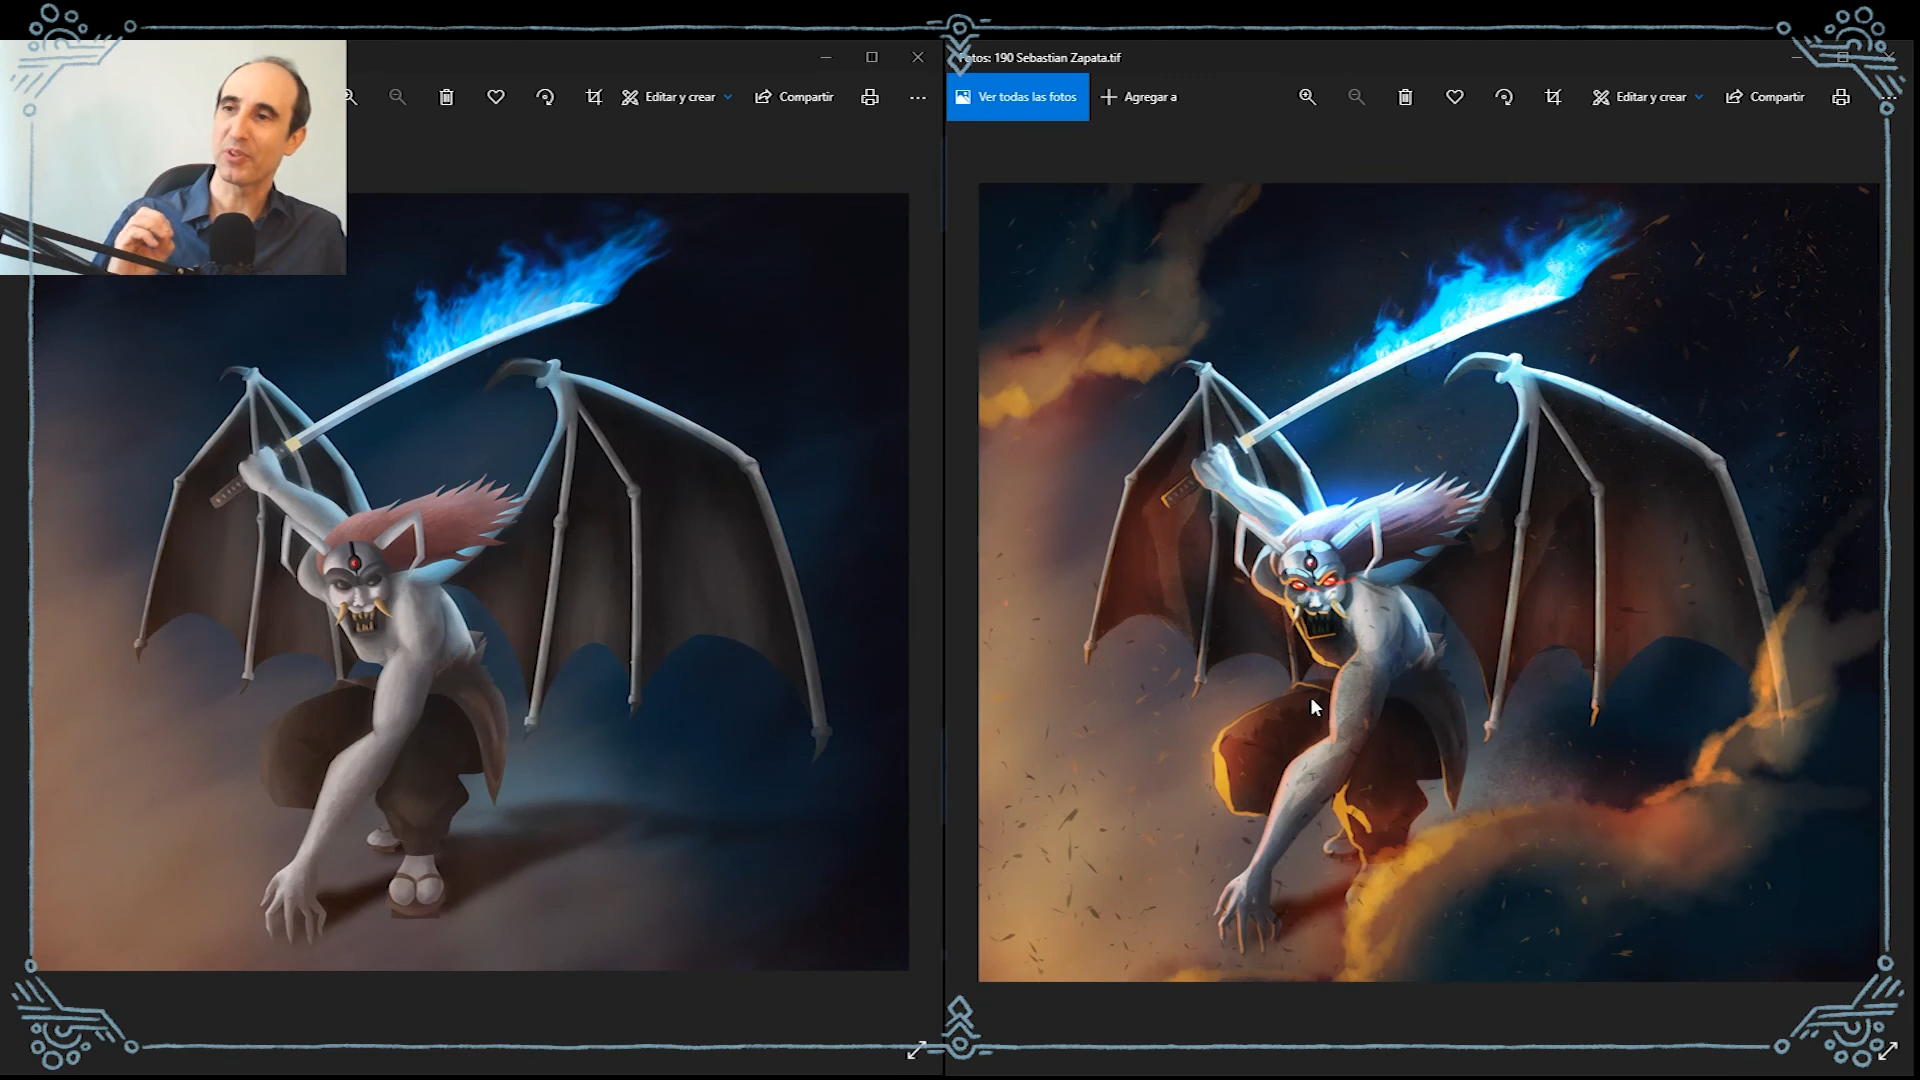 Fotos: 190 Sebastian Zapata.tif
Editar y crear
Compartir
Ver todas las fotos
Agregar a
Editar y crear
Compartir